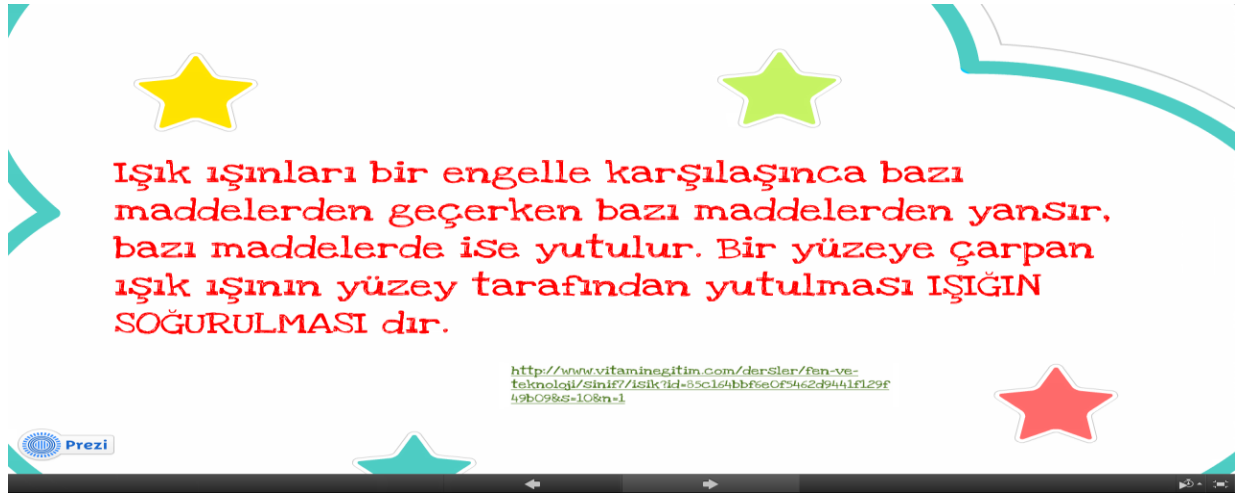 Işık ışınları bir engelle karşılaşınca bazı
maddelerden geçerken bazı maddelerden yansır,
bazı maddelerde ise yutulur. Bir yüzeye çarpan
ışık ışının yüzey tarafından yutulması IŞIĞIN
SOĞURULMASI dır.
http://www.vitaminegitim.com/dersler/fen-ve-
teknoloji/sinif7/isik?id=85c164bbf6e0f5462d9441f129f
49b09&s=10&n=1
Prezi